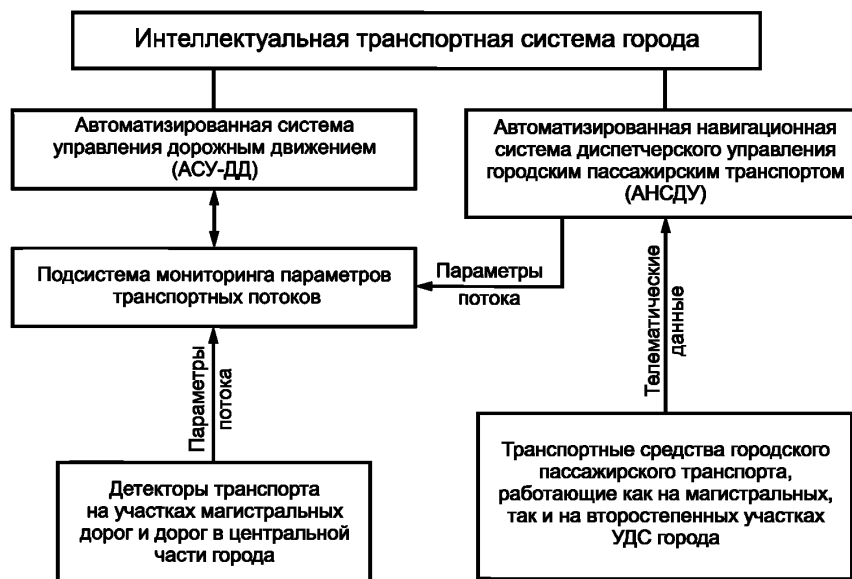 Интеллектуальная транспортная система города
Автоматизированная система
управления дорожным движением
(АСУ-ДД)
Автоматизированная навигационная
система диспетчерского управления
городским пассажирским транспортом
(АНСДУ)
Подсистема мониторинга параметров
транспортных потоков
Параметры
потока
Телематические
данные
Параметры
потока
Детекторы транспорта
на участках магистральных
дорог и дорог в центральной
части города
Транспортные средства городского
пассажирского транспорта,
работающие как на магистральных,
так и на второстепенных участках
УДС города